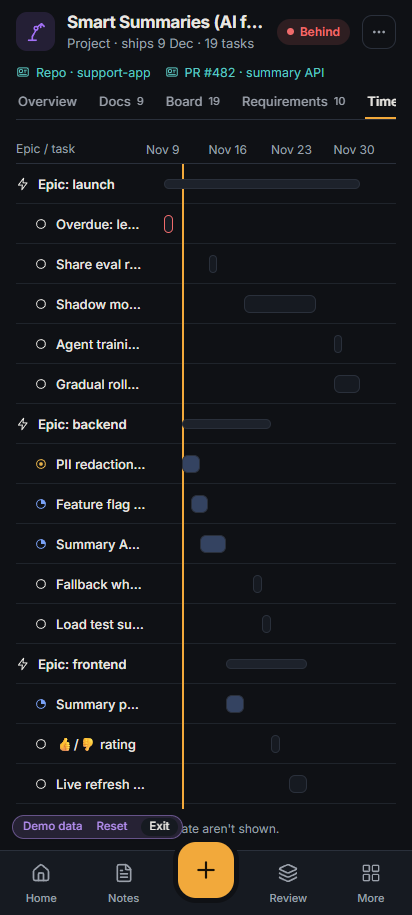 Smart Summaries (AI f...
Project · ships 9 Dec · 19 tasks
Behind
Repo · support-app
PR #482 · summary API
Overview
Docs 9
Board 19
Requirements 10
Time
Epic / task
Nov 9
Nov 16
Nov 23
Nov 30
Epic: launch
Overdue: le...
Share eval r...
Shadow mo...
Agent traini...
Gradual roll...
Epic: backend
PII redaction...
Feature flag ...
Summary A...
Fallback wh...
Load test su...
Epic: frontend
Summary p...
👍/👎 rating
Live refresh ...
Demo data
Reset
Exit
ate aren't shown.
Home
Notes
Review
More